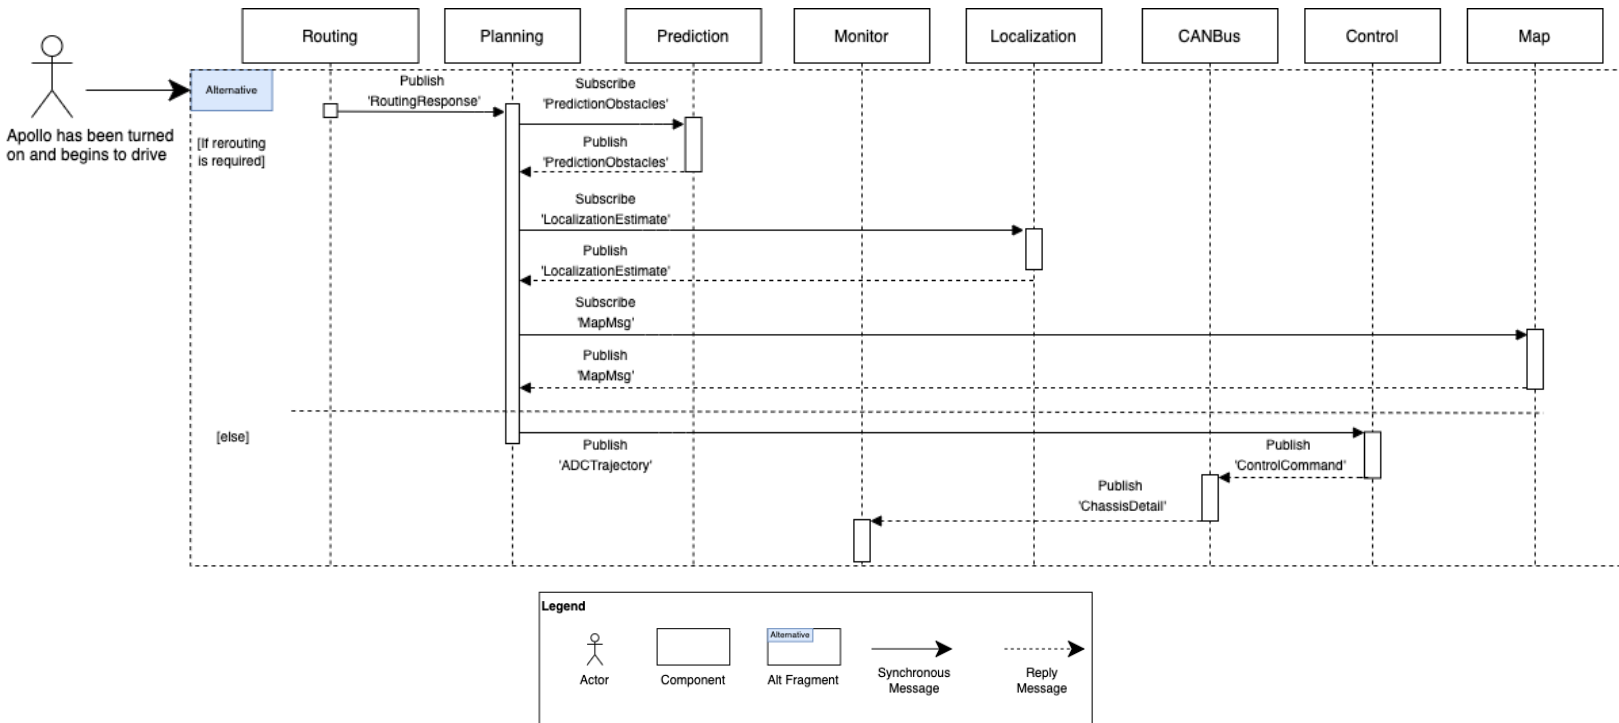 Routing
Planning
Prediction
Monitor
Localization
CANBus
Control
Map
Apollo has been turned
on and begins to drive
Alternative
[If rerouting
is required]
Publish
'RoutingResponse'
Subscribe
'PredictionObstacles'
Publish
'PredictionObstacles'
Subscribe
'LocalizationEstimate'
Publish
'LocalizationEstimate'
Subscribe
'MapMsg'
Publish
'MapMsg'
[else]
Publish
'ADCTrajectory'
Publish
'ControlCommand'
Publish
'ChassisDetail'
Legend
Actor
Component
Alternative
Alt Fragment
Synchronous
Message
Reply
Message